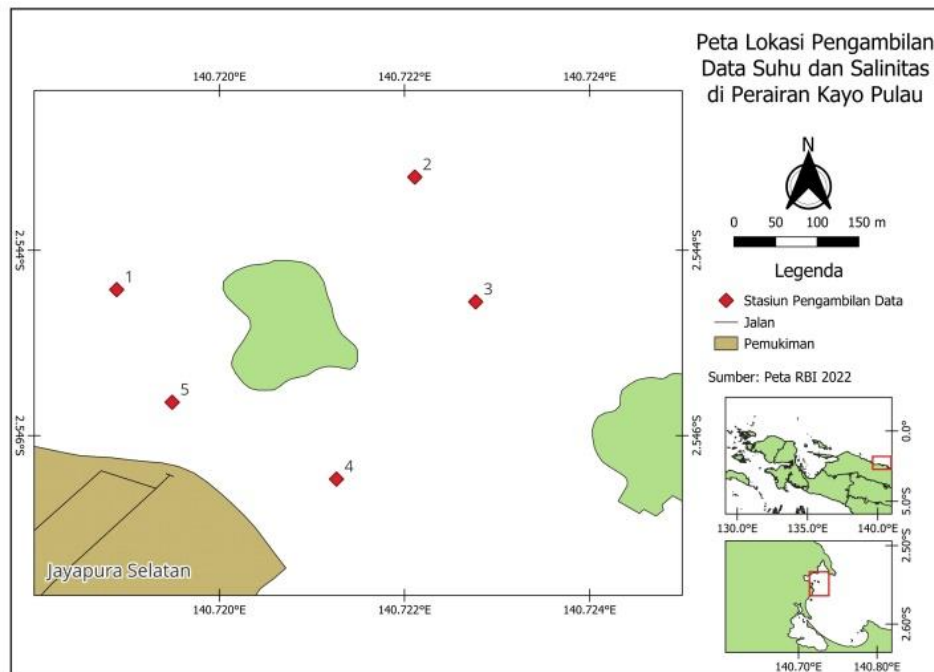 Peta Lokasi Pengambilan
Data Suhu dan Salinitas
di Perairan Kayo Pulau
N
0 50 100 150 m
Legenda
Stasiun Pengambilan Data
Jalan
Pemukiman
Sumber: Peta RBI 2022
140.720°E 140.722°E 140.724°E
2.544°S 2.544°S
2.546°S 2.546°S
1
2
3
4
5
Jayapura Selatan
140.720°E 140.722°E 140.724°E
0.0°
5.0°S
130.0°E 135.0°E 140.0°E
2.50°S
2.60°S
140.70°E 140.80°E